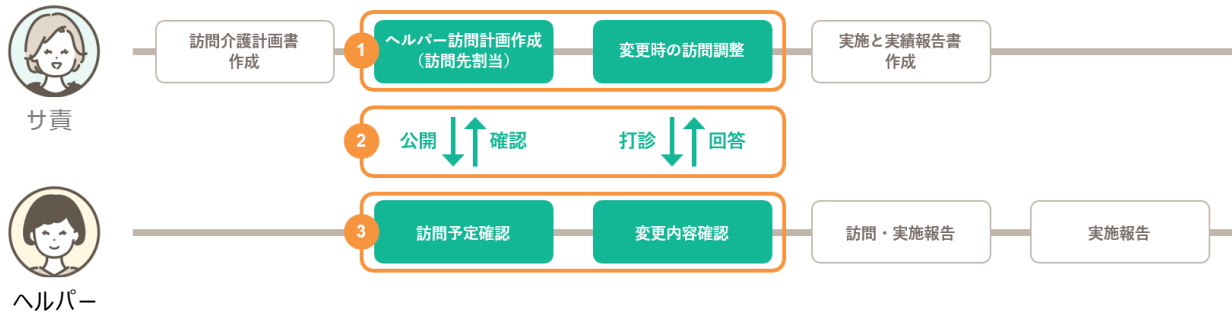 訪問介護計画書
作成
1
ヘルパー訪問計画作成
（訪問先割当）
変更時の訪問調整
実施と実績報告書
作成
サ責
2
公開
確認
打診
回答
3
訪問予定確認
変更内容確認
訪問・実施報告
実施報告
ヘルパー